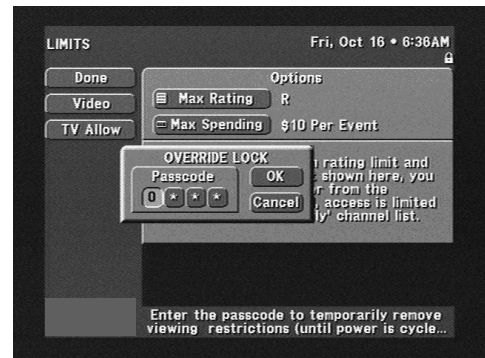 LIMITS
Fri, Oct 16 • 6:36AM
Done
Video
TV Allow
Options
Max Rating R
Max Spending $10 Per Event
OVERRIDE LOCK
Passcode
0 * * *
OK
Cancel
rating limit and
shown here, you
from the
, access is limited
channel list.
Enter the passcode to temporarily remove
viewing restrictions (until power is cycle...